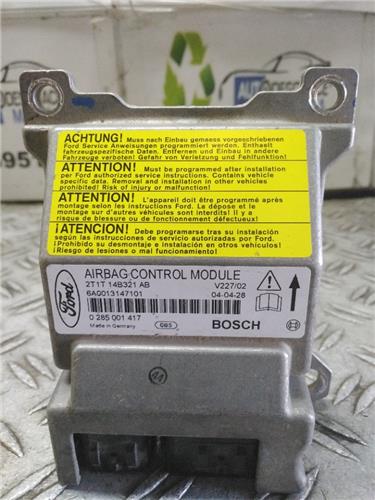 ACHTUNG! Muss nach Einbau gemaess vorgeschriebenen
Ford Service Anweisungen programmiert werden. Enthaelt
fahrzeugspezifische Daten. Entfernen und Einbau in andere
Fahrzeuge verboten! (Gefahr von Verletzung und Fehlfunktion)
ATTENTION! Must be programmed after installation
per Ford authorized service instructions. Contains vehicle
specific data. Removal and installation in other vehicles
prohibited! (Risk of injury or malfunction)
ATTENTION! L'appareil doit être programmé après
montage selon les instructions Ford. La dépose et le
montage sur d'autres véhicules sont interdits! (Il y a
risque de blessure ou de fonctionnement défectueux)
¡ATENCION! Debe programarse tras su instalación
según las instrucciones de servicio autorizadas por Ford.
¡Prohibido su desmontaje e instalación en otros vehículos!
(Riesgo de lesiones o mal funcionamiento)
Ford
AIRBAG CONTROL MODULE
2T1T 14B321 AB V227/02
6A0013147101 04-04-28
0 285 001 417 BOSCH
Made in Germany